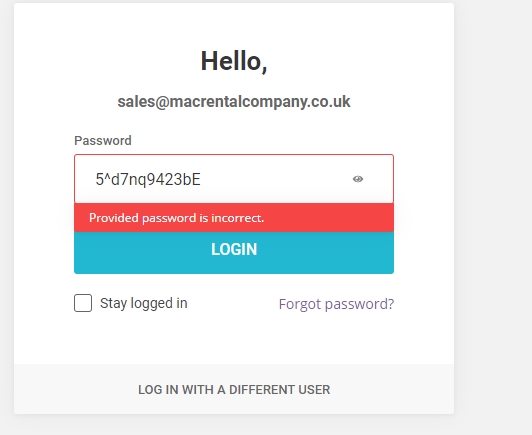 Hello,
sales@macrentalcompany.co.uk
Password
5^d7nq9423bE
Provided password is incorrect.
LOGIN
Stay logged in
Forgot password?
LOG IN WITH A DIFFERENT USER